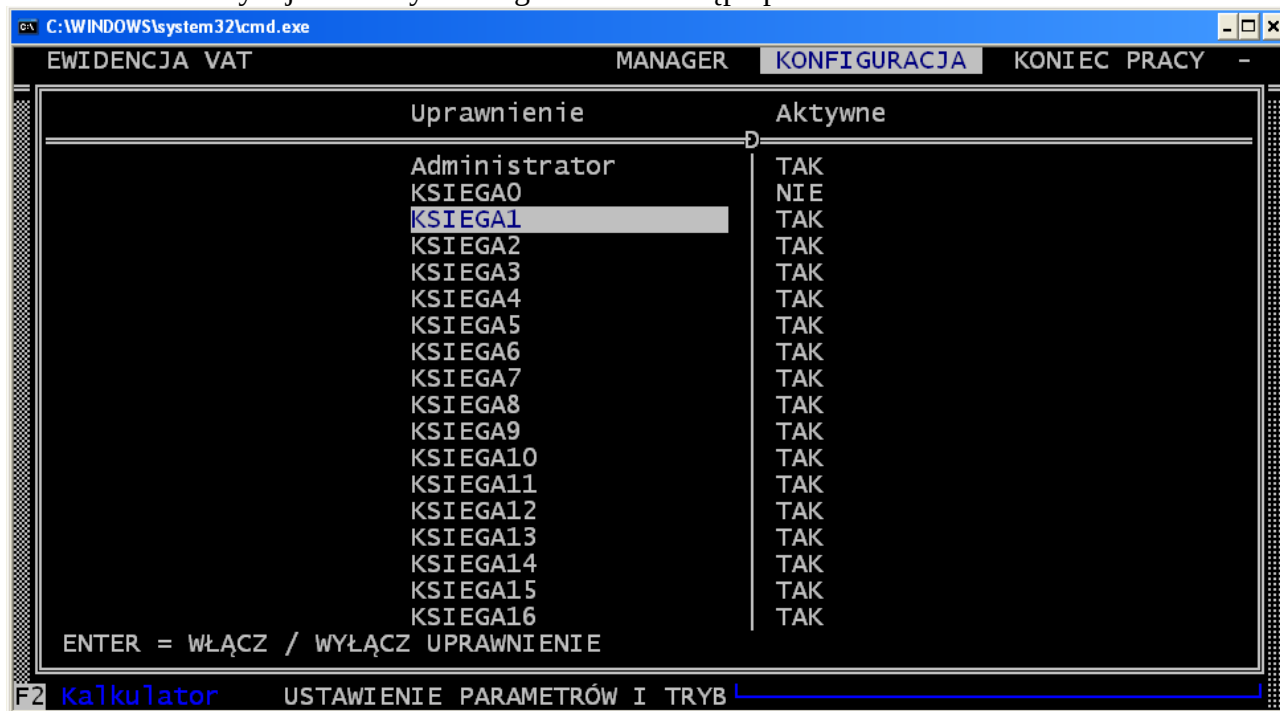 C:\WINDOWS\system32\cmd.exe
EWIDENCJA VAT MANAGER KONFIGURACJA KONIEC PRACY -
Uprawnienie Aktywne
D
Administrator TAK
KSIEGA0 NIE
KSIEGA1 TAK
KSIEGA2 TAK
KSIEGA3 TAK
KSIEGA4 TAK
KSIEGA5 TAK
KSIEGA6 TAK
KSIEGA7 TAK
KSIEGA8 TAK
KSIEGA9 TAK
KSIEGA10 TAK
KSIEGA11 TAK
KSIEGA12 TAK
KSIEGA13 TAK
KSIEGA14 TAK
KSIEGA15 TAK
KSIEGA16 TAK
ENTER = WŁĄCZ / WYŁĄCZ UPRAWNIENIE
F2 Kalkulator USTAWIENIE PARAMETRÓW I TRYB